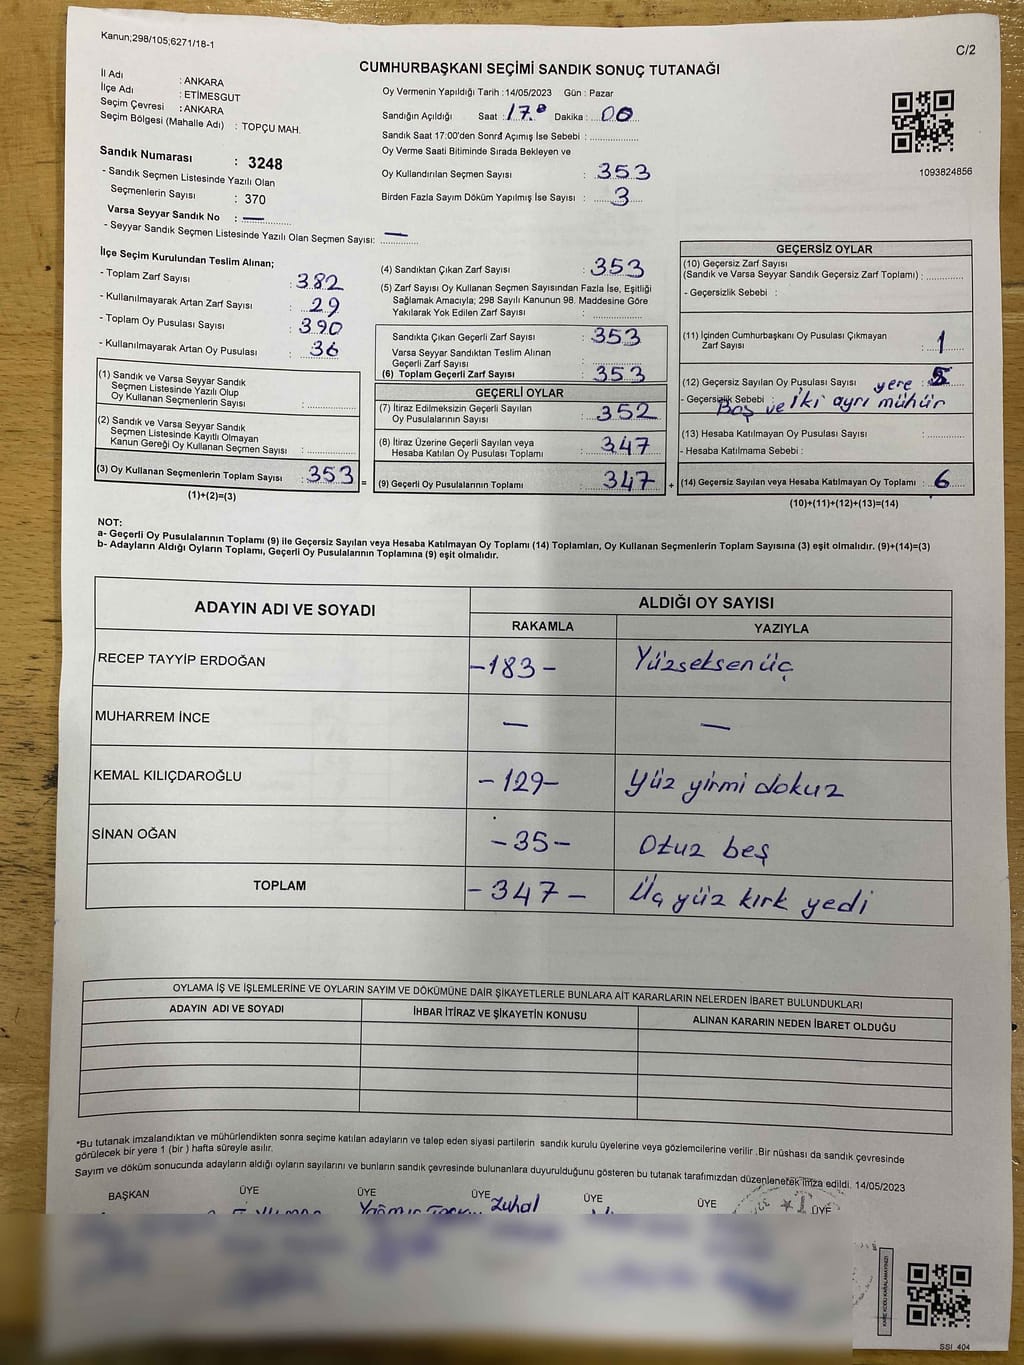 Kanun;298/105;6271/18-1
C/2
CUMHURBAŞKANI SEÇİMİ SANDIK SONUÇ TUTANAĞI
İl Adı : ANKARA
İlçe Adı : ETİMESGUT
Seçim Çevresi : ANKARA
Seçim Bölgesi (Mahalle Adı) : TOPÇU MAH.
Oy Vermenin Yapıldığı Tarih : 14/05/2023 Gün : Pazar
Sandığın Açıldığı Saat : 17.0 Dakika : 00
Sandık Saat 17:00'den Sonra Açımış İse Sebebi :
Oy Verme Saati Bitiminde Sırada Bekleyen ve
Oy Kullandırılan Seçmen Sayısı : 353
Birden Fazla Sayım Döküm Yapılmış İse Sayısı : 3
1093824856
Sandık Numarası : 3248
- Sandık Seçmen Listesinde Yazılı Olan
Seçmenlerin Sayısı : 370
Varsa Seyyar Sandık No : —
- Seyyar Sandık Seçmen Listesinde Yazılı Olan Seçmen Sayısı: —
İlçe Seçim Kurulundan Teslim Alınan;
- Toplam Zarf Sayısı : 382
- Kullanılmayarak Artan Zarf Sayısı : 29
- Toplam Oy Pusulası Sayısı : 390
- Kullanılmayarak Artan Oy Pusulası : 36
(1) Sandık ve Varsa Seyyar Sandık
Seçmen Listesinde Yazılı Olup
Oy Kullanan Seçmenlerin Sayısı :
(2) Sandık ve Varsa Seyyar Sandık
Seçmen Listesinde Kayıtlı Olmayan
Kanun Gereği Oy Kullanan Seçmen Sayısı :
(3) Oy Kullanan Seçmenlerin Toplam Sayısı : 353 =
(1)+(2)=(3)
(4) Sandıktan Çıkan Zarf Sayısı : 353
(5) Zarf Sayısı Oy Kullanan Seçmen Sayısından Fazla İse, Eşitliği
Sağlamak Amacıyla; 298 Sayılı Kanunun 98. Maddesine Göre
Yakılarak Yok Edilen Zarf Sayısı :
Sandıkta Çıkan Geçerli Zarf Sayısı : 353
Varsa Seyyar Sandıktan Teslim Alınan
Geçerli Zarf Sayısı :
(6) Toplam Geçerli Zarf Sayısı : 353
GEÇERLİ OYLAR
(7) İtiraz Edilmeksizin Geçerli Sayılan
Oy Pusulalarının Sayısı : 352
(8) İtiraz Üzerine Geçerli Sayılan veya
Hesaba Katılan Oy Pusulası Toplamı : 347
(9) Geçerli Oy Pusulalarının Toplamı : 347 +
GEÇERSİZ OYLAR
(10) Geçersiz Zarf Sayısı
(Sandık ve Varsa Seyyar Sandık Geçersiz Zarf Toplamı) :
- Geçersizlik Sebebi :
(11) İçinden Cumhurbaşkanı Oy Pusulası Çıkmayan
Zarf Sayısı : 1
(12) Geçersiz Sayılan Oy Pusulası Sayısı : 5
yere
- Geçersizlik Sebebi : Boş ve iki ayrı mühür
(13) Hesaba Katılmayan Oy Pusulası Sayısı :
- Hesaba Katılmama Sebebi :
(14) Geçersiz Sayılan veya Hesaba Katılmayan Oy Toplamı : 6
(10)+(11)+(12)+(13)=(14)
NOT:
a- Geçerli Oy Pusulalarının Toplamı (9) ile Geçersiz Sayılan veya Hesaba Katılmayan Oy Toplamı (14) Toplamları, Oy Kullanan Seçmenlerin Toplam Sayısına (3) eşit olmalıdır. (9)+(14)=(3)
b- Adayların Aldığı Oyların Toplamı, Geçerli Oy Pusulalarının Toplamına (9) eşit olmalıdır.
ADAYIN ADI VE SOYADI ALDIĞI OY SAYISI
RAKAMLA YAZIYLA
RECEP TAYYİP ERDOĞAN -183- Yüzseksenüç
MUHARREM İNCE — —
KEMAL KILIÇDAROĞLU -129- yüz yirmi dokuz
SİNAN OĞAN -35- Otuz beş
TOPLAM -347- Üç yüz kırk yedi
OYLAMA İŞ VE İŞLEMLERİNE VE OYLARIN SAYIM VE DÖKÜMÜNE DAİR ŞİKAYETLERLE BUNLARA AİT KARARLARIN NELERDEN İBARET BULUNDUKLARI
ADAYIN ADI VE SOYADI İHBAR İTİRAZ VE ŞİKAYETİN KONUSU ALINAN KARARIN NEDEN İBARET OLDUĞU
*Bu tutanak imzalandıktan ve mühürlendikten sonra seçime katılan adayların ve talep eden siyasi partilerin sandık kurulu üyelerine veya gözlemcilerine verilir .Bir nüshası da sandık çevresinde
görülecek bir yere 1 (bir ) hafta süreyle asılır.
Sayım ve döküm sonucunda adayların aldığı oyların sayılarını ve bunların sandık çevresinde bulunanlara duyurulduğunu gösteren bu tutanak tarafımızdan düzenlenerek imza edildi. 14/05/2023
BAŞKAN ÜYE ÜYE ÜYE ÜYE ÜYE ÜYE
Zuhal
KARE KODU KARALAMAYINIZ!
SSI_404